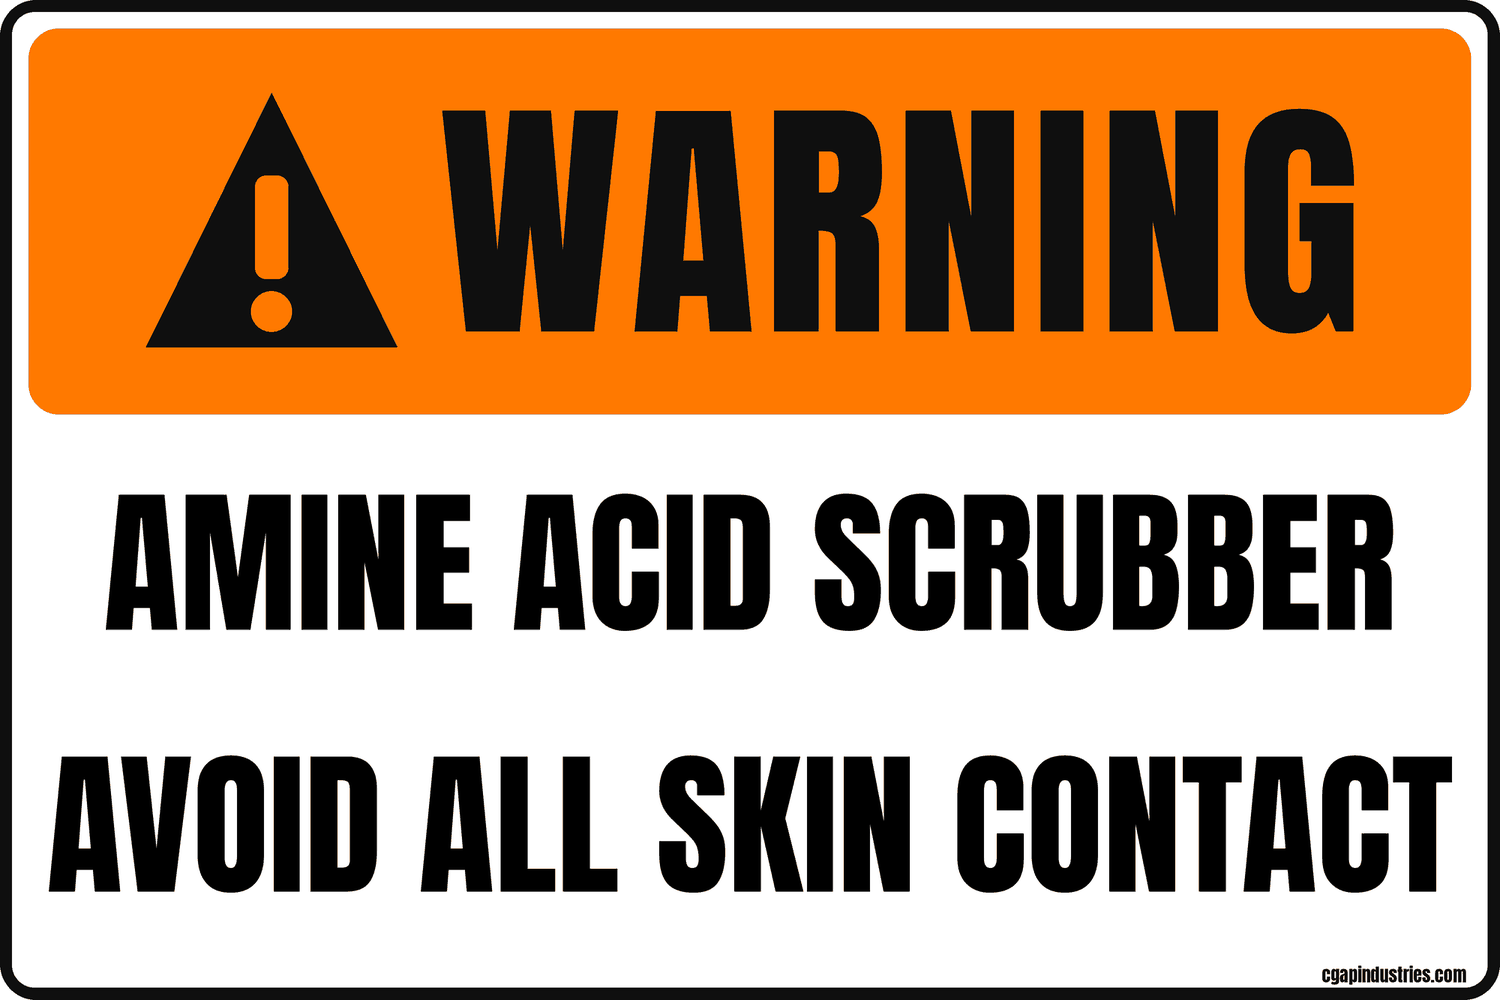 WARNING
AMINE ACID SCRUBBER
AVOID ALL SKIN CONTACT
cgapindustries.com